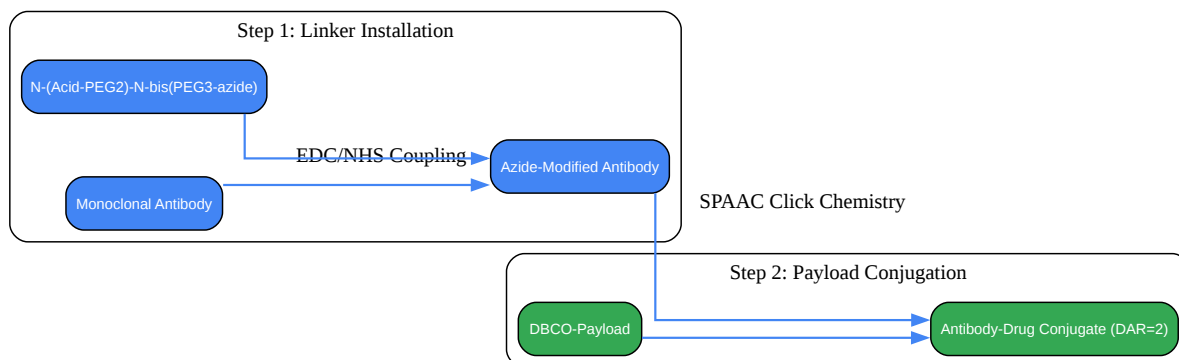 Step 1: Linker Installation
N-(Acid-PEG2)-N-bis(PEG3-azide)
EDC/NHS Coupling
Azide-Modified Antibody
Monoclonal Antibody
SPAAC Click Chemistry
Step 2: Payload Conjugation
DBCO-Payload
Antibody-Drug Conjugate (DAR=2)